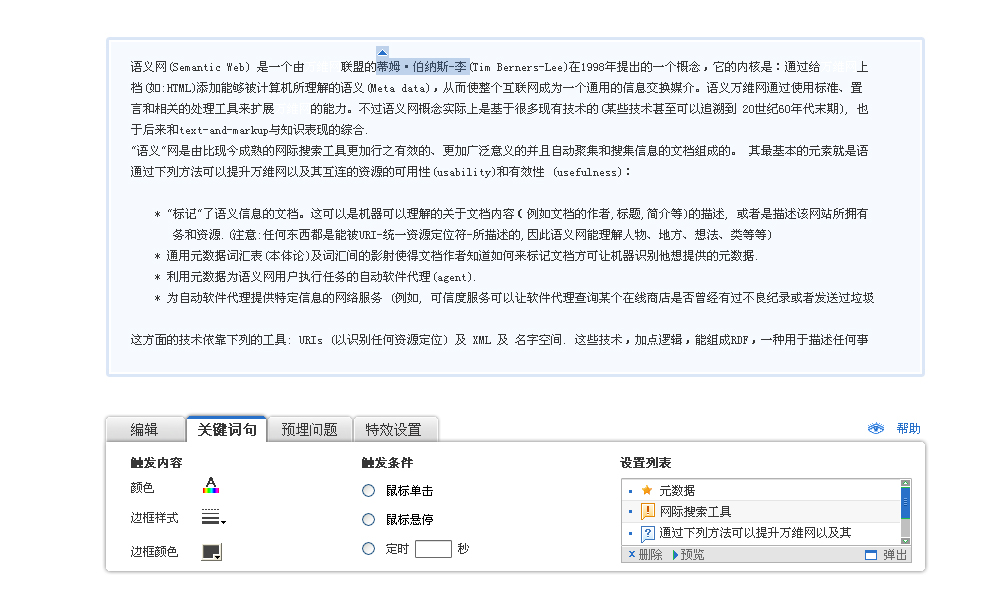 语义网(Semantic Web) 是一个由 联盟的蒂姆·伯纳斯-李(Tim Berners-Lee)在1998年提出的一个概念，它的内核是：通过给 上
档(如:HTML)添加能够被计算机所理解的语义(Meta data)，从而使整个互联网成为一个通用的信息交换媒介。语义万维网通过使用标准、置
言和相关的处理工具来扩展 的能力。不过语义网概念实际上是基于很多现有技术的(某些技术甚至可以追溯到 20世纪60年代末期), 也
于后来和text-and-markup与知识表现的综合.
“语义”网是由比现今成熟的网际搜索工具更加行之有效的、更加广泛意义的并且自动聚集和搜集信息的文档组成的。 其最基本的元素就是语
通过下列方法可以提升万维网以及其互连的资源的可用性(usability)和有效性 (usefulness)：
* “标记”了语义信息的文档。这可以是机器可以理解的关于文档内容( 例如文档的作者,标题,简介等)的描述, 或者是描述该网站所拥有
务和资源. (注意:任何东西都是能被URI-统一资源定位符-所描述的,因此语义网能理解人物、地方、想法、类等等)
* 通用元数据词汇表(本体论)及词汇间的影射使得文档作者知道如何来标记文档方可让机器识别他想提供的元数据.
* 利用元数据为语义网用户执行任务的自动软件代理(agent).
* 为自动软件代理提供特定信息的网络服务 (例如, 可信度服务可以让软件代理查询某个在线商店是否曾经有过不良纪录或者发送过垃圾
这方面的技术依靠下列的工具: URIs (以识别任何资源定位) 及 XML 及 名字空间. 这些技术，加点逻辑，能组成RDF，一种用于描述任何事
编辑 关键词句 预埋问题 特效设置 帮助
触发内容 触发条件 设置列表
颜色 鼠标单击 元数据
网际搜索工具
边框样式 鼠标悬停
通过下列方法可以提升万维网以及其
边框颜色 定时 秒 ×删除 预览 弹出